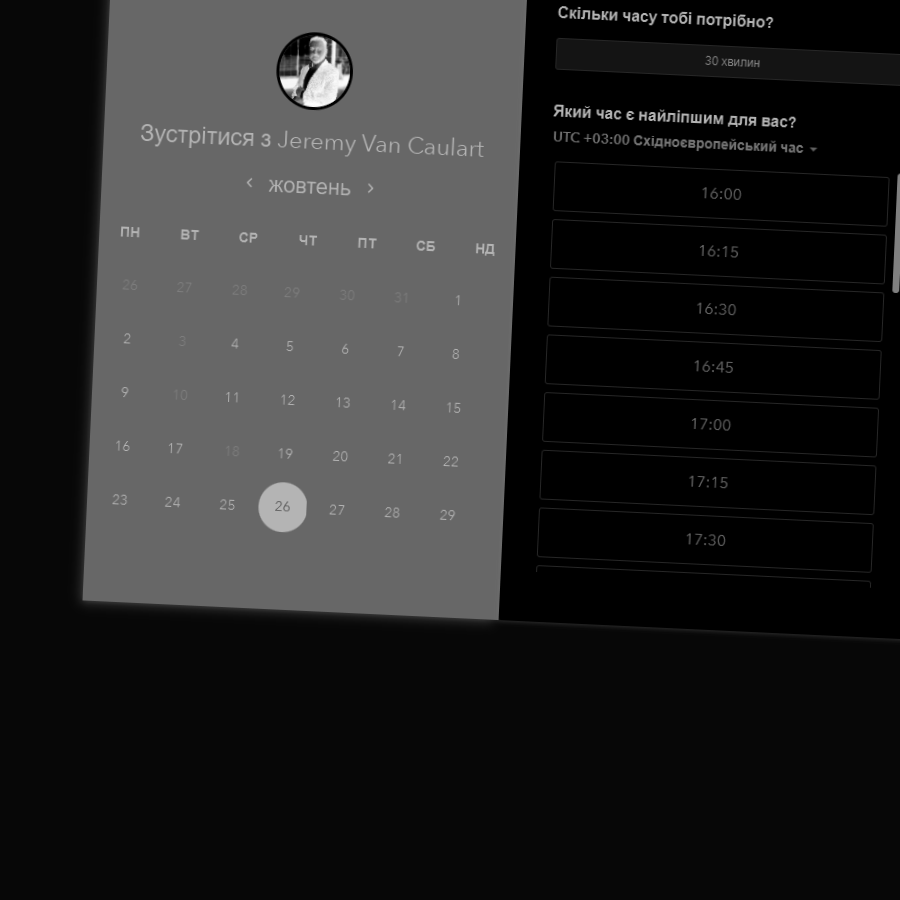 Зустрітися з Jeremy Van Caulart
жовтень
ПН ВТ СР ЧТ ПТ СБ НД
26 27 28 29 30 31 1
2 3 4 5 6 7 8
9 10 11 12 13 14 15
16 17 18 19 20 21 22
23 24 25 26 27 28 29
Скільки часу тобі потрібно?
30 хвилин
Який час є найліпшим для вас?
UTC +03:00 Східноєвропейський час
16:00
16:15
16:30
16:45
17:00
17:15
17:30